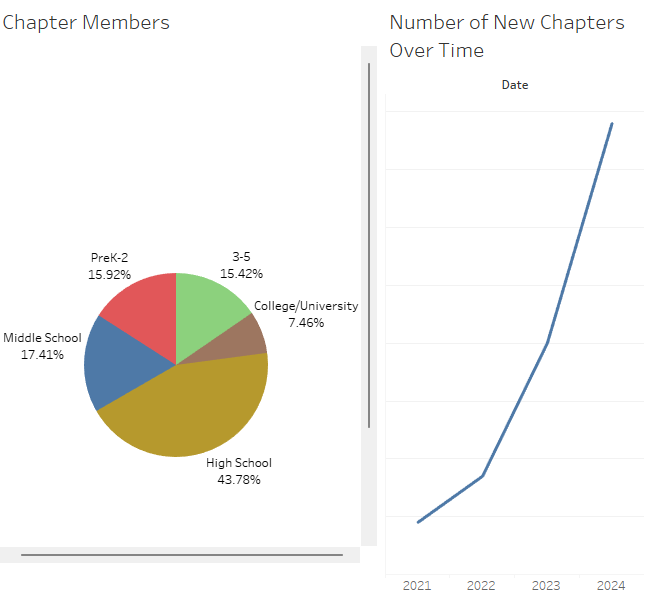 Chapter Members
PreK-2
15.92%
3-5
15.42%
College/University
7.46%
Middle School
17.41%
High School
43.78%
Number of New Chapters
Over Time
Date
2021
2022
2023
2024